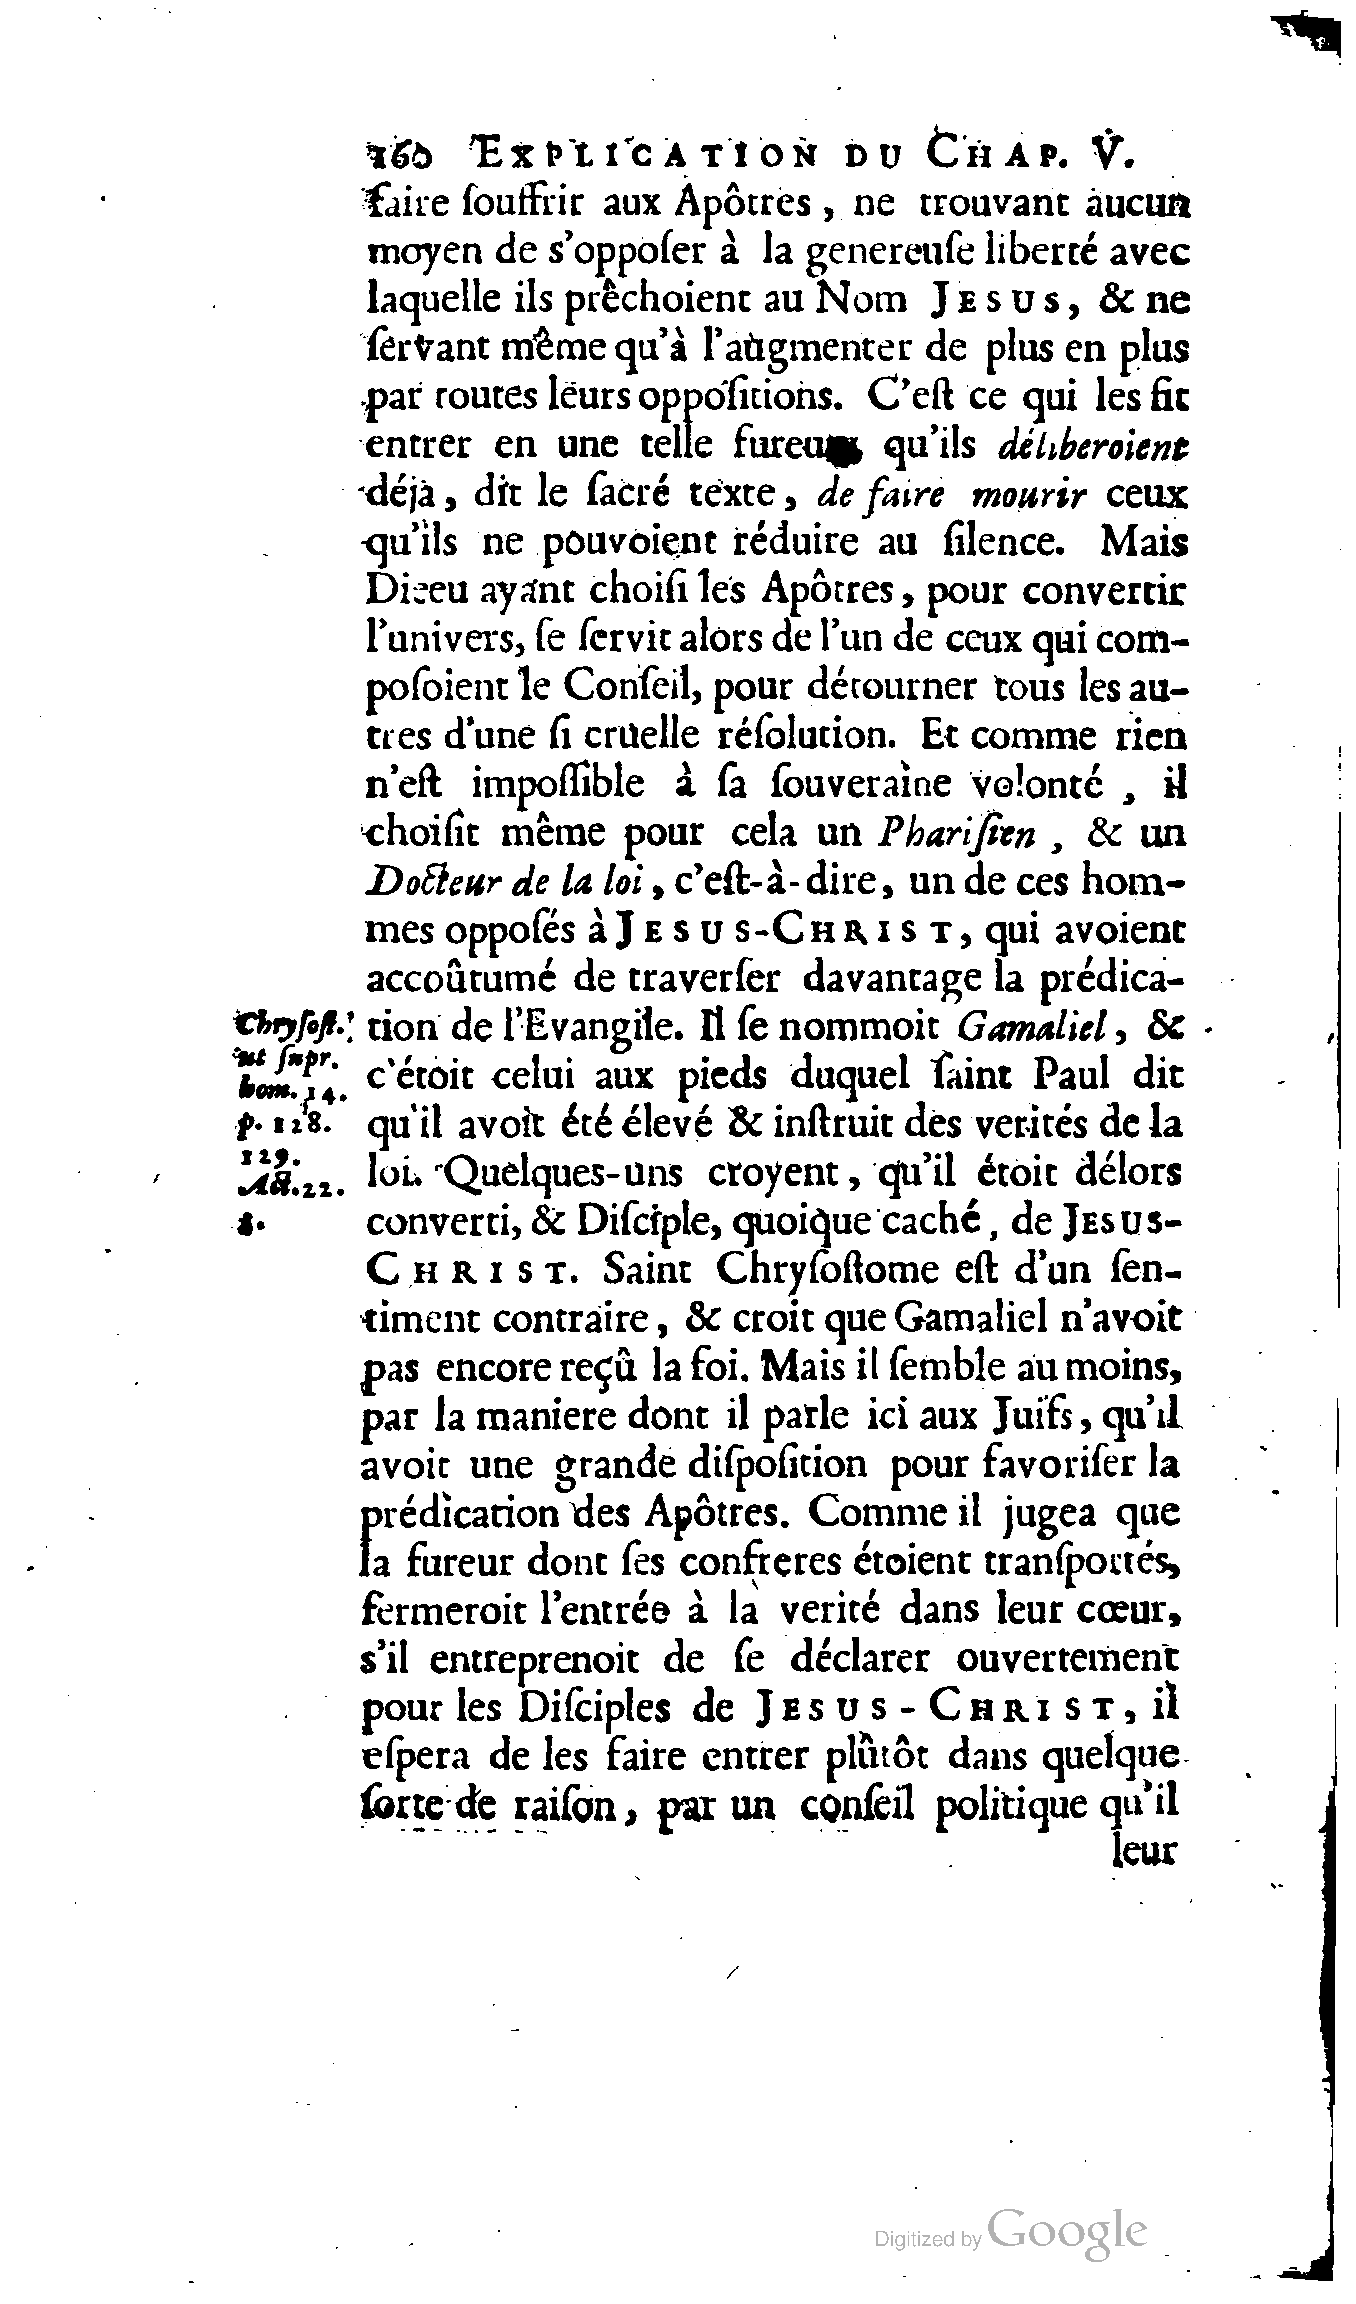 160 EXPLICATION DU CHAP. V.
faire ſouffrir aux Apôtres, ne trouvant aucun
moyen de s'oppoſer à la genereuſe liberté avec
laquelle ils prêchoient au Nom JESUS, & ne
ſervant même qu'à l'augmenter de plus en plus
par toutes leurs oppoſitions. C'eſt ce qui les fit
entrer en une telle fureur qu'ils déliberoient
déja, dit le ſacré texte, de faire mourir ceux
qu'ils ne pouvoient réduire au ſilence. Mais
Dieu ayant choiſi les Apôtres, pour convertir
l'univers, ſe ſervit alors de l'un de ceux qui com-
poſoient le Conſeil, pour détourner tous les au-
tres d'une ſi cruelle réſolution. Et comme rien
n'eſt impoſſible à ſa ſouveraine volonté, il
choiſit même pour cela un Phariſien, & un
Docteur de la loi, c'eſt-à-dire, un de ces hom-
mes oppoſés à JESUS-CHRIST, qui avoient
accoûtumé de traverſer davantage la prédica-
tion de l'Evangile. Il ſe nommoit Gamaliel, &
c'étoit celui aux pieds duquel ſaint Paul dit
qu'il avoit été élevé & inſtruit des verités de la
loi. Quelques-uns croyent, qu'il étoit délors
converti, & Diſciple, quoique caché, de JESUS-
CHRIST. Saint Chryſoſtome eſt d'un ſen-
timent contraire, & croit que Gamaliel n'avoit
pas encore reçû la foi. Mais il ſemble au moins,
par la maniere dont il parle ici aux Juifs, qu'il
avoit une grande diſpoſition pour favoriſer la
prédication des Apôtres. Comme il jugea que
la fureur dont ſes confreres étoient tranſportés,
fermeroit l'entrée à la verité dans leur cœur,
s'il entreprenoit de ſe déclarer ouvertement
pour les Diſciples de JESUS-CHRIST, il
eſpera de les faire entrer plûtôt dans quelque
ſorte de raiſon, par un conſeil politique qu'il
leur
Chryſoſt.
ut ſupr.
hom. 14.
p. 128.
129.
Act. 22.
Digitized by Google